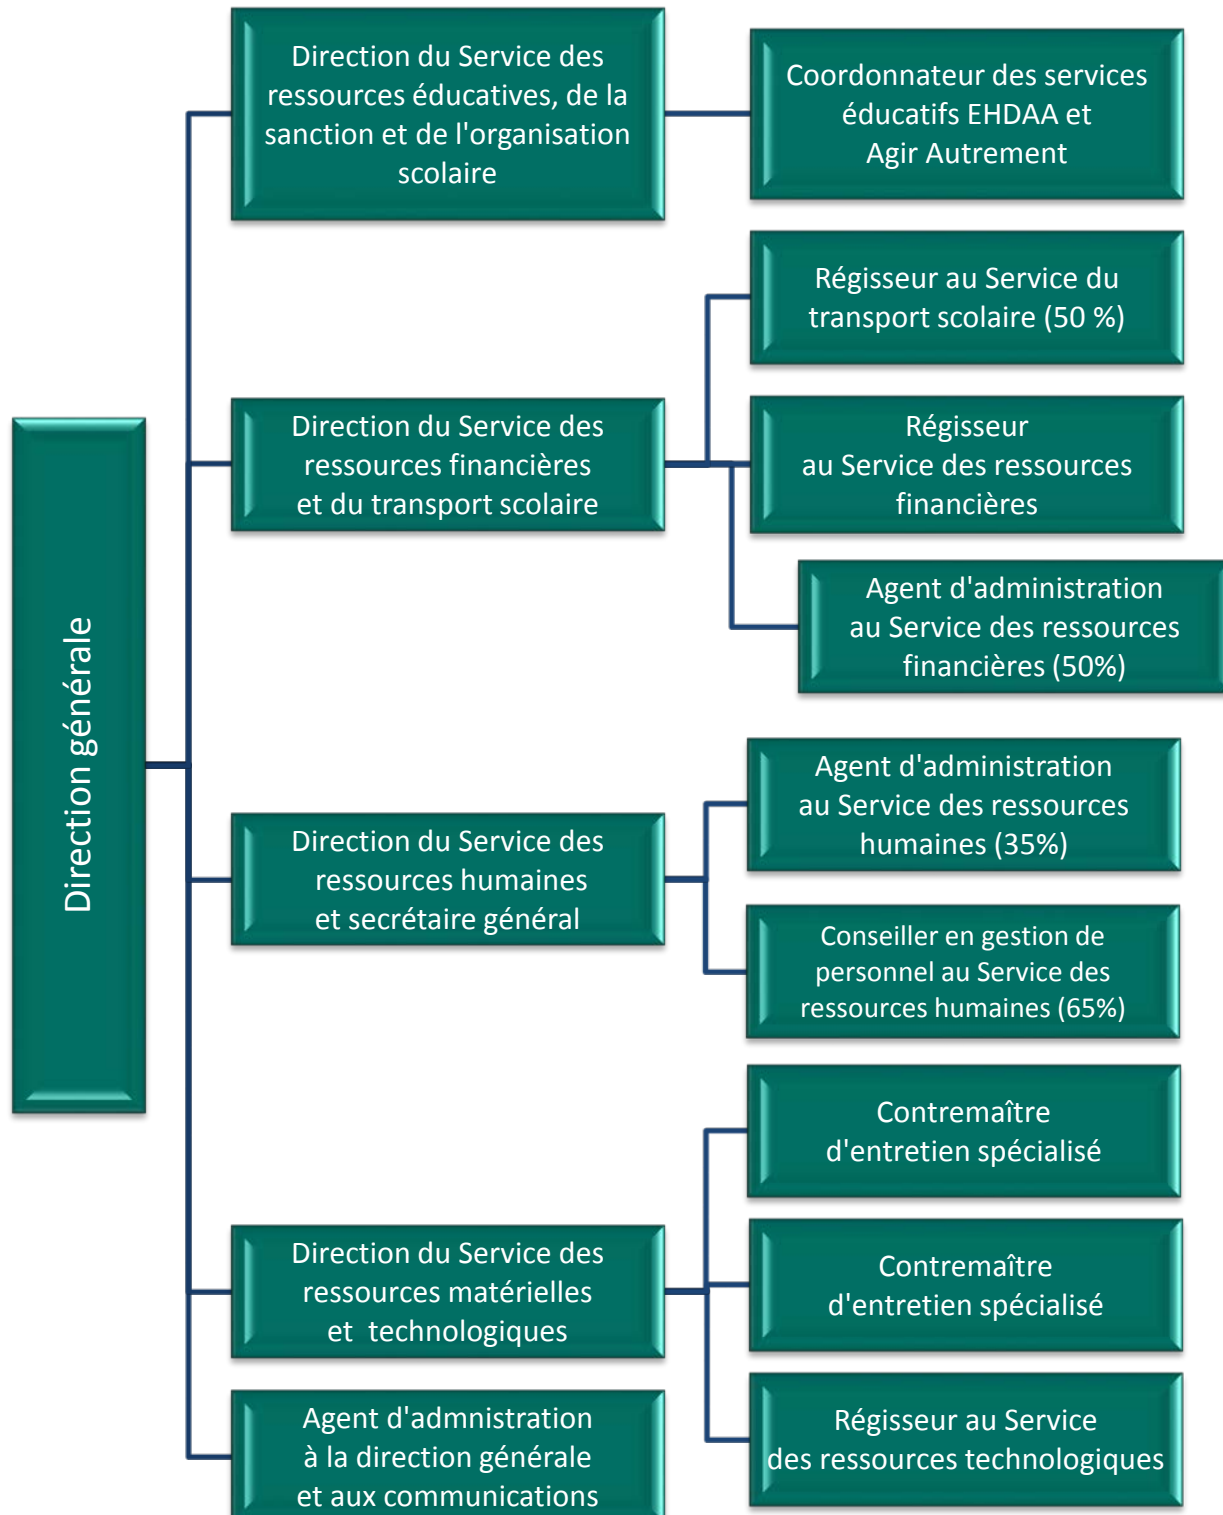 Direction générale
Direction du Service des
ressources éducatives, de la
sanction et de l'organisation
scolaire
Coordonnateur des services
éducatifs EHDAA et
Agir Autrement
Direction du Service des
ressources financières
et du transport scolaire
Régisseur au Service du
transport scolaire (50 %)
Régisseur
au Service des ressources
financières
Agent d'administration
au Service des ressources
financières (50%)
Direction du Service des
ressources humaines
et secrétaire général
Agent d'administration
au Service des ressources
humaines (35%)
Conseiller en gestion de
personnel au Service des
ressources humaines (65%)
Direction du Service des
ressources matérielles
et technologiques
Contremaître
d'entretien spécialisé
Contremaître
d'entretien spécialisé
Régisseur au Service
des ressources technologiques
Agent d'admnistration
à la direction générale
et aux communications